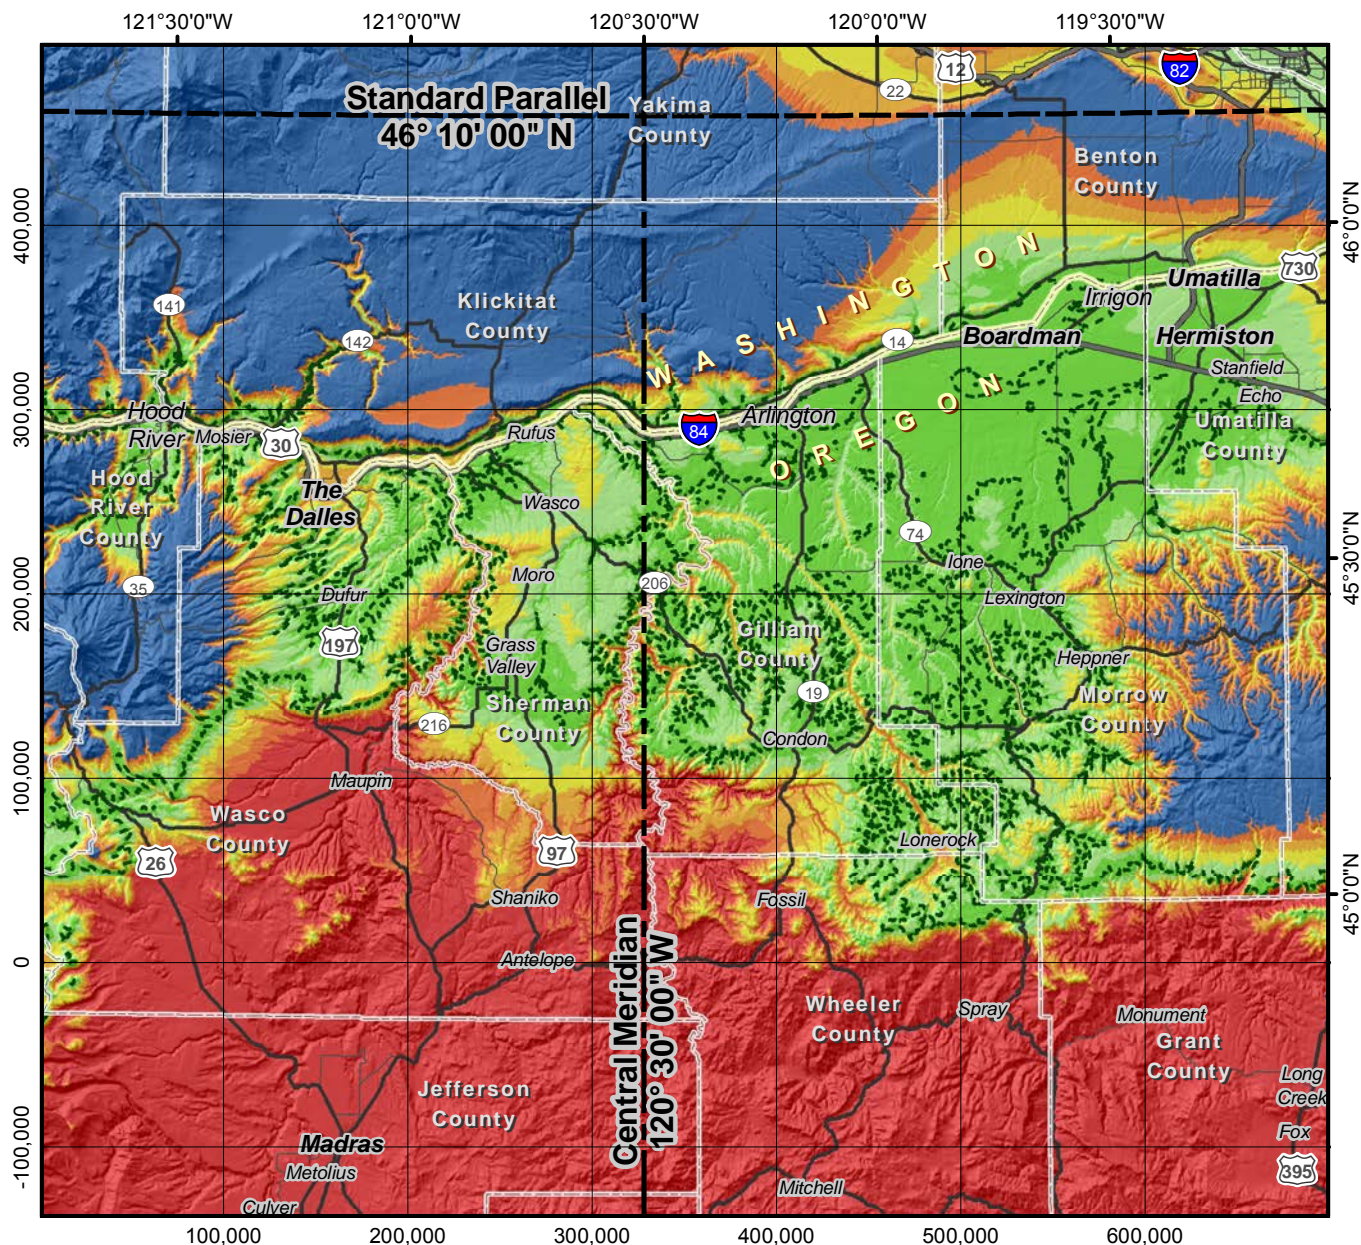 121°30'0"W
121°0'0"W
120°30'0"W
120°0'0"W
119°30'0"W
12
82
22
Standard Parallel
46° 10' 00" N
Yakima
County
Benton
County
400,000
46°0'0"N
WASHINGTON
730
Umatilla
141
Klickitat
County
Irrigon
142
14
Boardman
Hermiston
Stanfield
Echo
300,000
OREGON
Hood
River
Mosier
30
Rufus
84
Arlington
Umatilla
County
Hood
River
County
The
Dalles
Wasco
74
45°30'0"N
35
Moro
206
Ione
200,000
Dufur
Lexington
197
Grass
Valley
Gilliam
County
Heppner
Sherman
County
19
Morrow
County
216
Condon
100,000
Maupin
Wasco
County
26
97
Lonerock
Shaniko
Fossil
45°0'0"N
0
Antelope
Central Meridian
120° 30' 00" W
Wheeler
County
Spray
Monument
Grant
County
Jefferson
County
Long
Creek
-100,000
Madras
Metolius
Fox
395
Culver
Mitchell
100,000
200,000
300,000
400,000
500,000
600,000